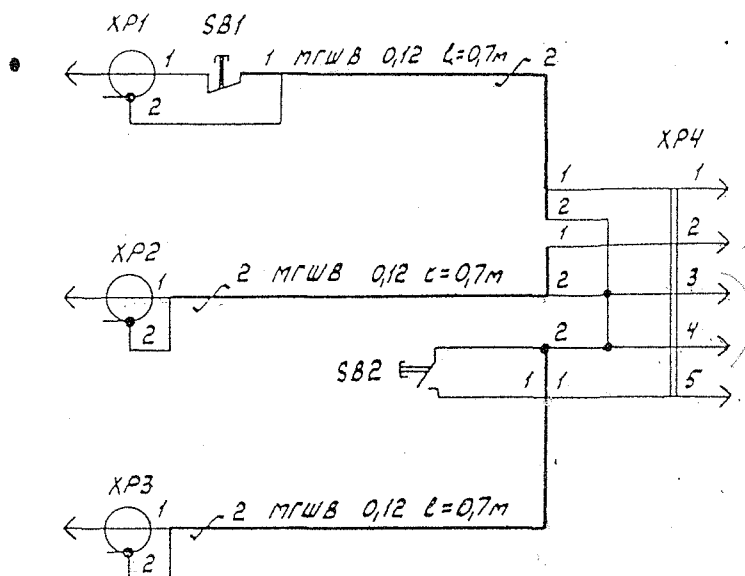 XP1 SB1
1 1 МГШВ 0,12 ℓ=0,7м 2
2
XP4
1 1
2
1 2
XP2
1 2 МГШВ 0,12 ℓ=0,7м 2 3
2
2 4
SB2 1 1 5
XP3
1 2 МГШВ 0,12 ℓ=0,7м
2